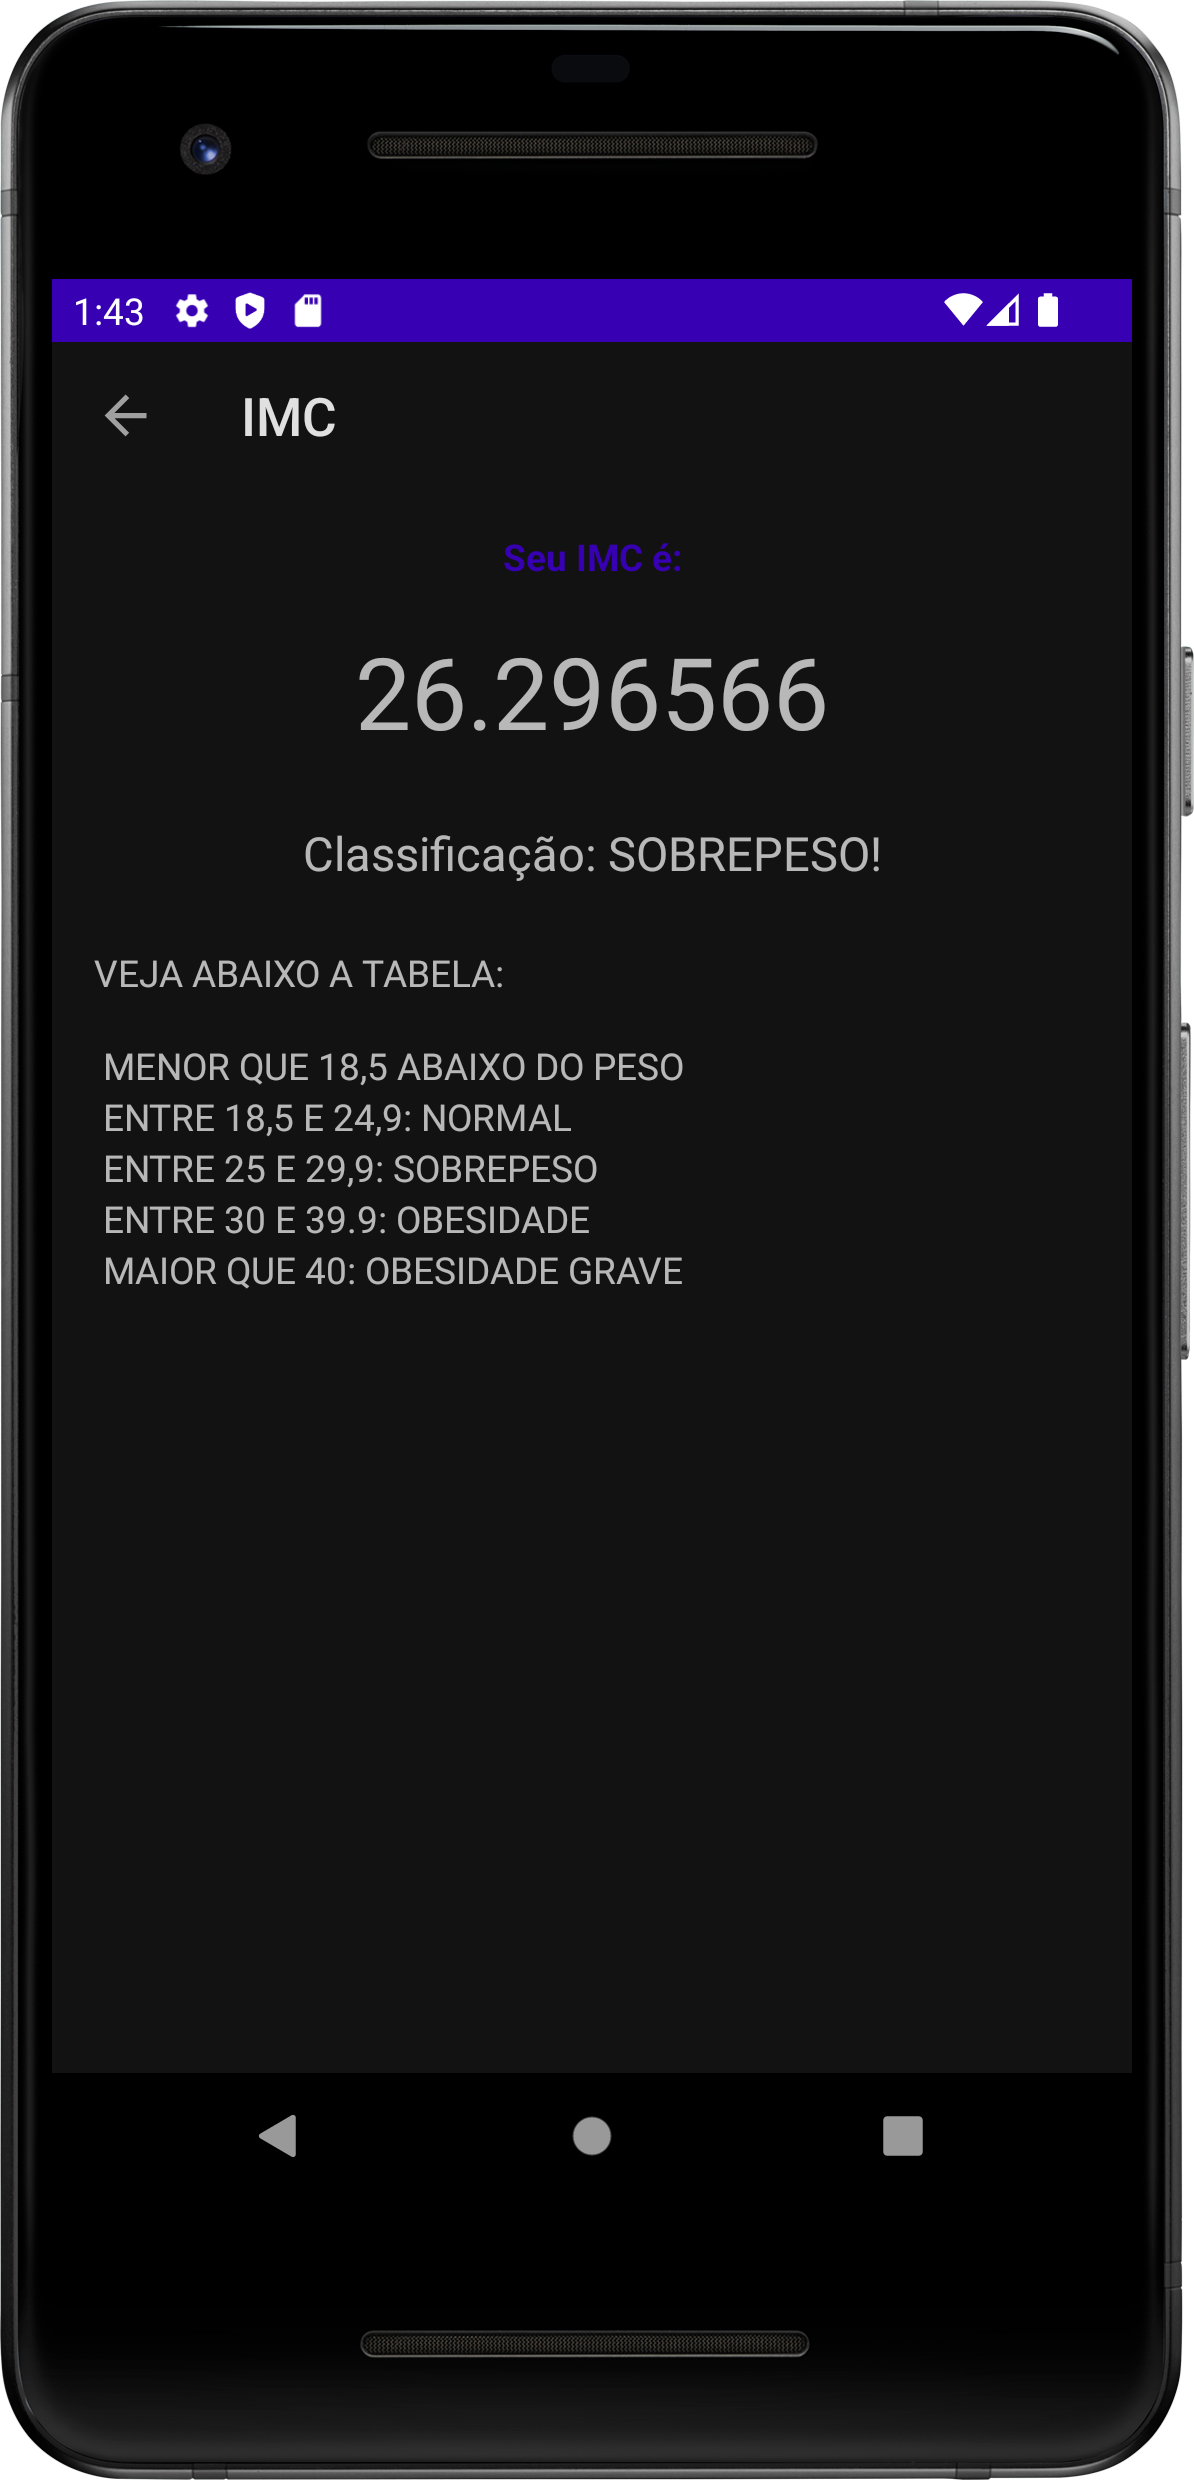 1:43
IMC
Seu IMC é:
26.296566
Classificação: SOBREPESO!
VEJA ABAIXO A TABELA:
MENOR QUE 18,5 ABAIXO DO PESO
ENTRE 18,5 E 24,9: NORMAL
ENTRE 25 E 29,9: SOBREPESO
ENTRE 30 E 39.9: OBESIDADE
MAIOR QUE 40: OBESIDADE GRAVE